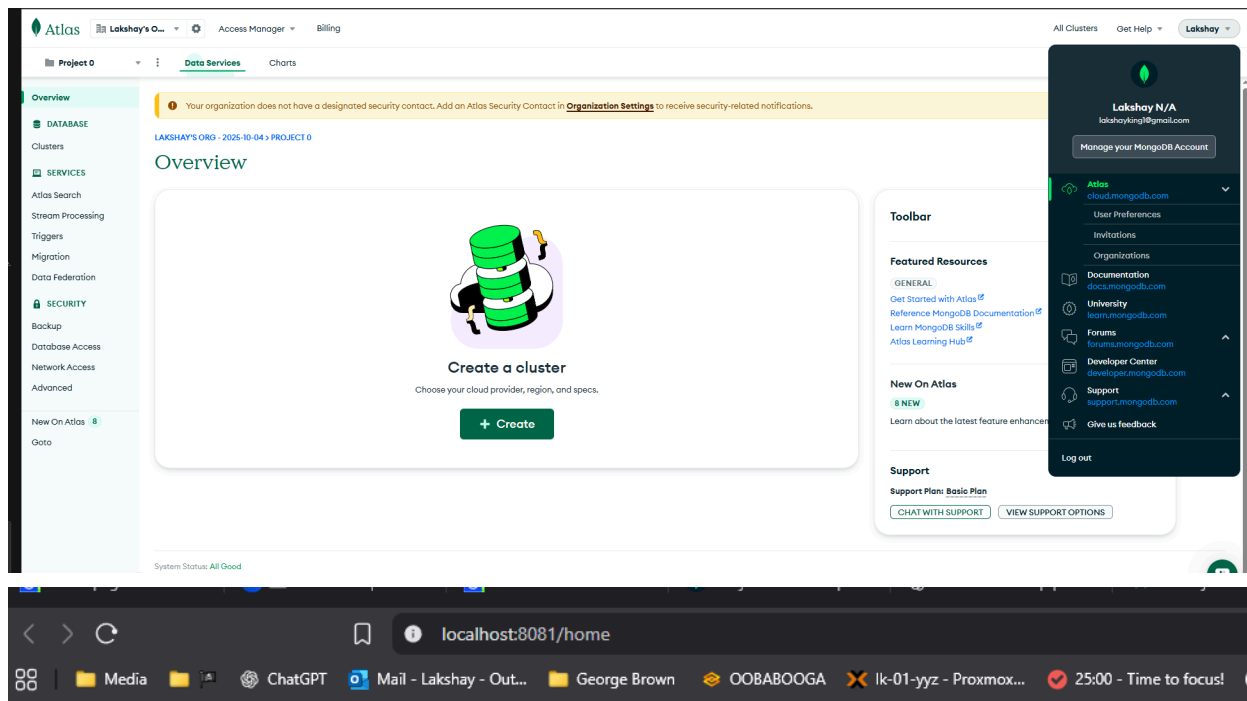 Atlas
Lakshay's O...
Access Manager
Billing
All Clusters
Get Help
Lakshay
Project 0
Data Services
Charts
Overview
DATABASE
Clusters
SERVICES
Atlas Search
Stream Processing
Triggers
Migration
Data Federation
SECURITY
Backup
Database Access
Network Access
Advanced
New On Atlas 8
Goto
Your organization does not have a designated security contact. Add an Atlas Security Contact in Organization Settings to receive security-related notifications.
LAKSHAY'S ORG - 2025-10-04 > PROJECT 0
Overview
Create a cluster
Choose your cloud provider, region, and specs.
+ Create
System Status: All Good
Toolbar
Featured Resources
GENERAL
Get Started with Atlas
Reference MongoDB Documentation
Learn MongoDB Skills
Atlas Learning Hub
New On Atlas
8 NEW
Learn about the latest feature enhancem
Support
Support Plan: Basic Plan
CHAT WITH SUPPORT
VIEW SUPPORT OPTIONS
Lakshay N/A
lakshayking1@gmail.com
Manage your MongoDB Account
Atlas
cloud.mongodb.com
User Preferences
Invitations
Organizations
Documentation
docs.mongodb.com
University
learn.mongodb.com
Forums
forums.mongodb.com
Developer Center
developer.mongodb.com
Support
support.mongodb.com
Give us feedback
Log out
localhost:8081/home
Media
ChatGPT
Mail - Lakshay - Out...
George Brown
OOBABOOGA
lk-01-yyz - Proxmox...
25:00 - Time to focus!